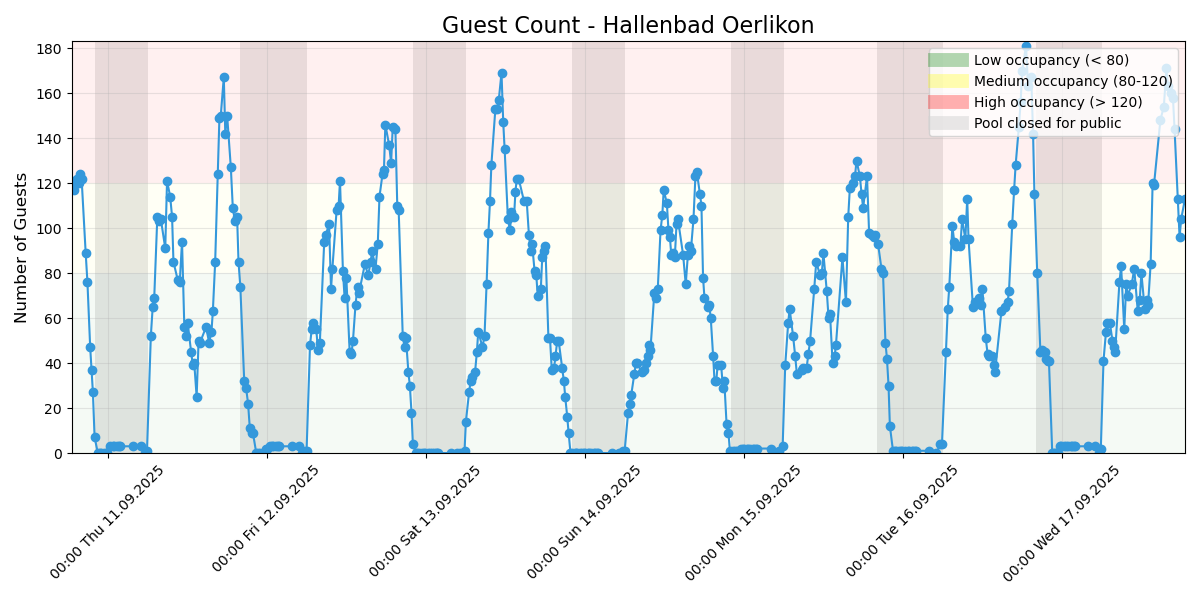 Guest Count - Hallenbad Oerlikon
Number of Guests
180
160
140
120
100
80
60
40
20
0
Low occupancy (< 80)
Medium occupancy (80-120)
High occupancy (> 120)
Pool closed for public
00:00 Thu 11.09.2025
00:00 Fri 12.09.2025
00:00 Sat 13.09.2025
00:00 Sun 14.09.2025
00:00 Mon 15.09.2025
00:00 Tue 16.09.2025
00:00 Wed 17.09.2025